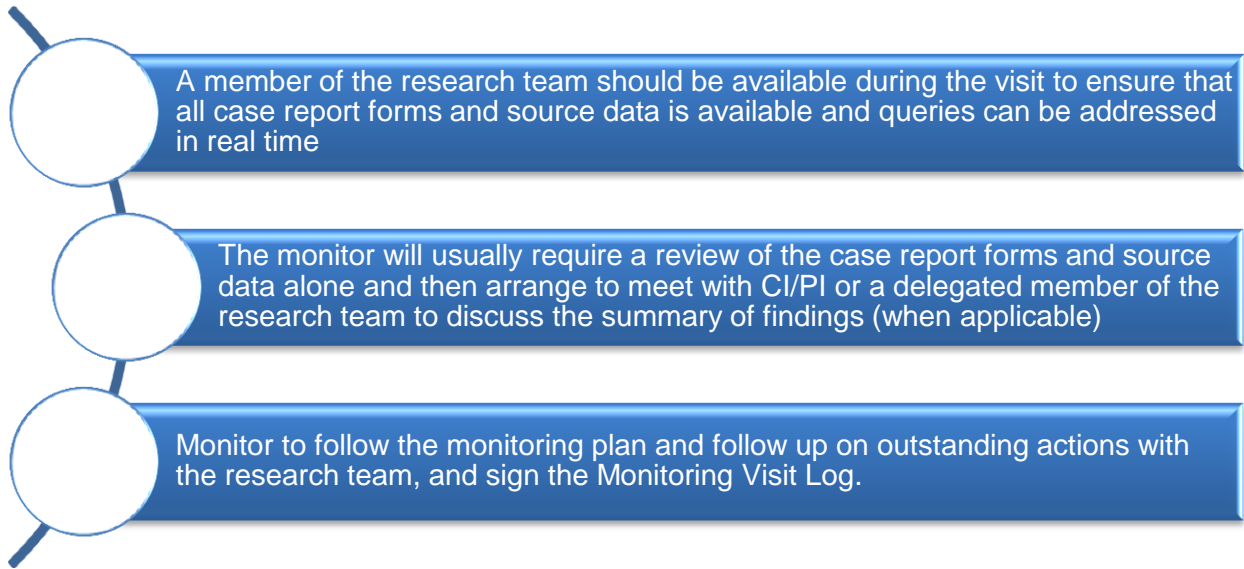 A member of the research team should be available during the visit to ensure that
all case report forms and source data is available and queries can be addressed
in real time
The monitor will usually require a review of the case report forms and source
data alone and then arrange to meet with CI/PI or a delegated member of the
research team to discuss the summary of findings (when applicable)
Monitor to follow the monitoring plan and follow up on outstanding actions with
the research team, and sign the Monitoring Visit Log.